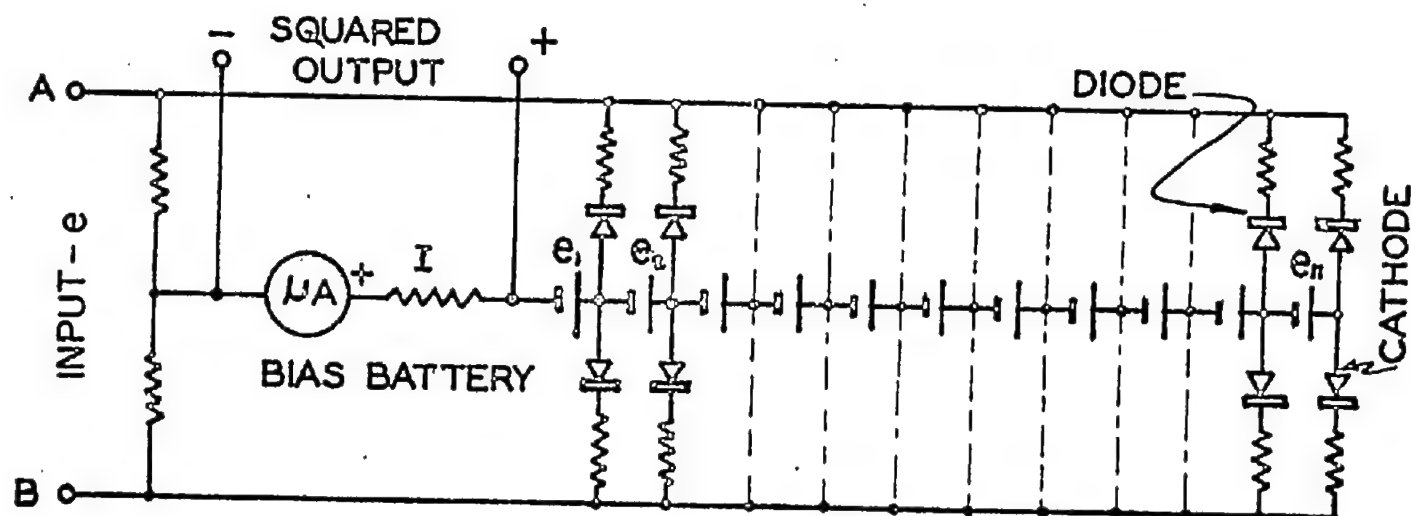 - SQUARED +
OUTPUT
A
DIODE
INPUT-e
μA + I
e₁ e₂ eₙ
CATHODE
BIAS BATTERY
B